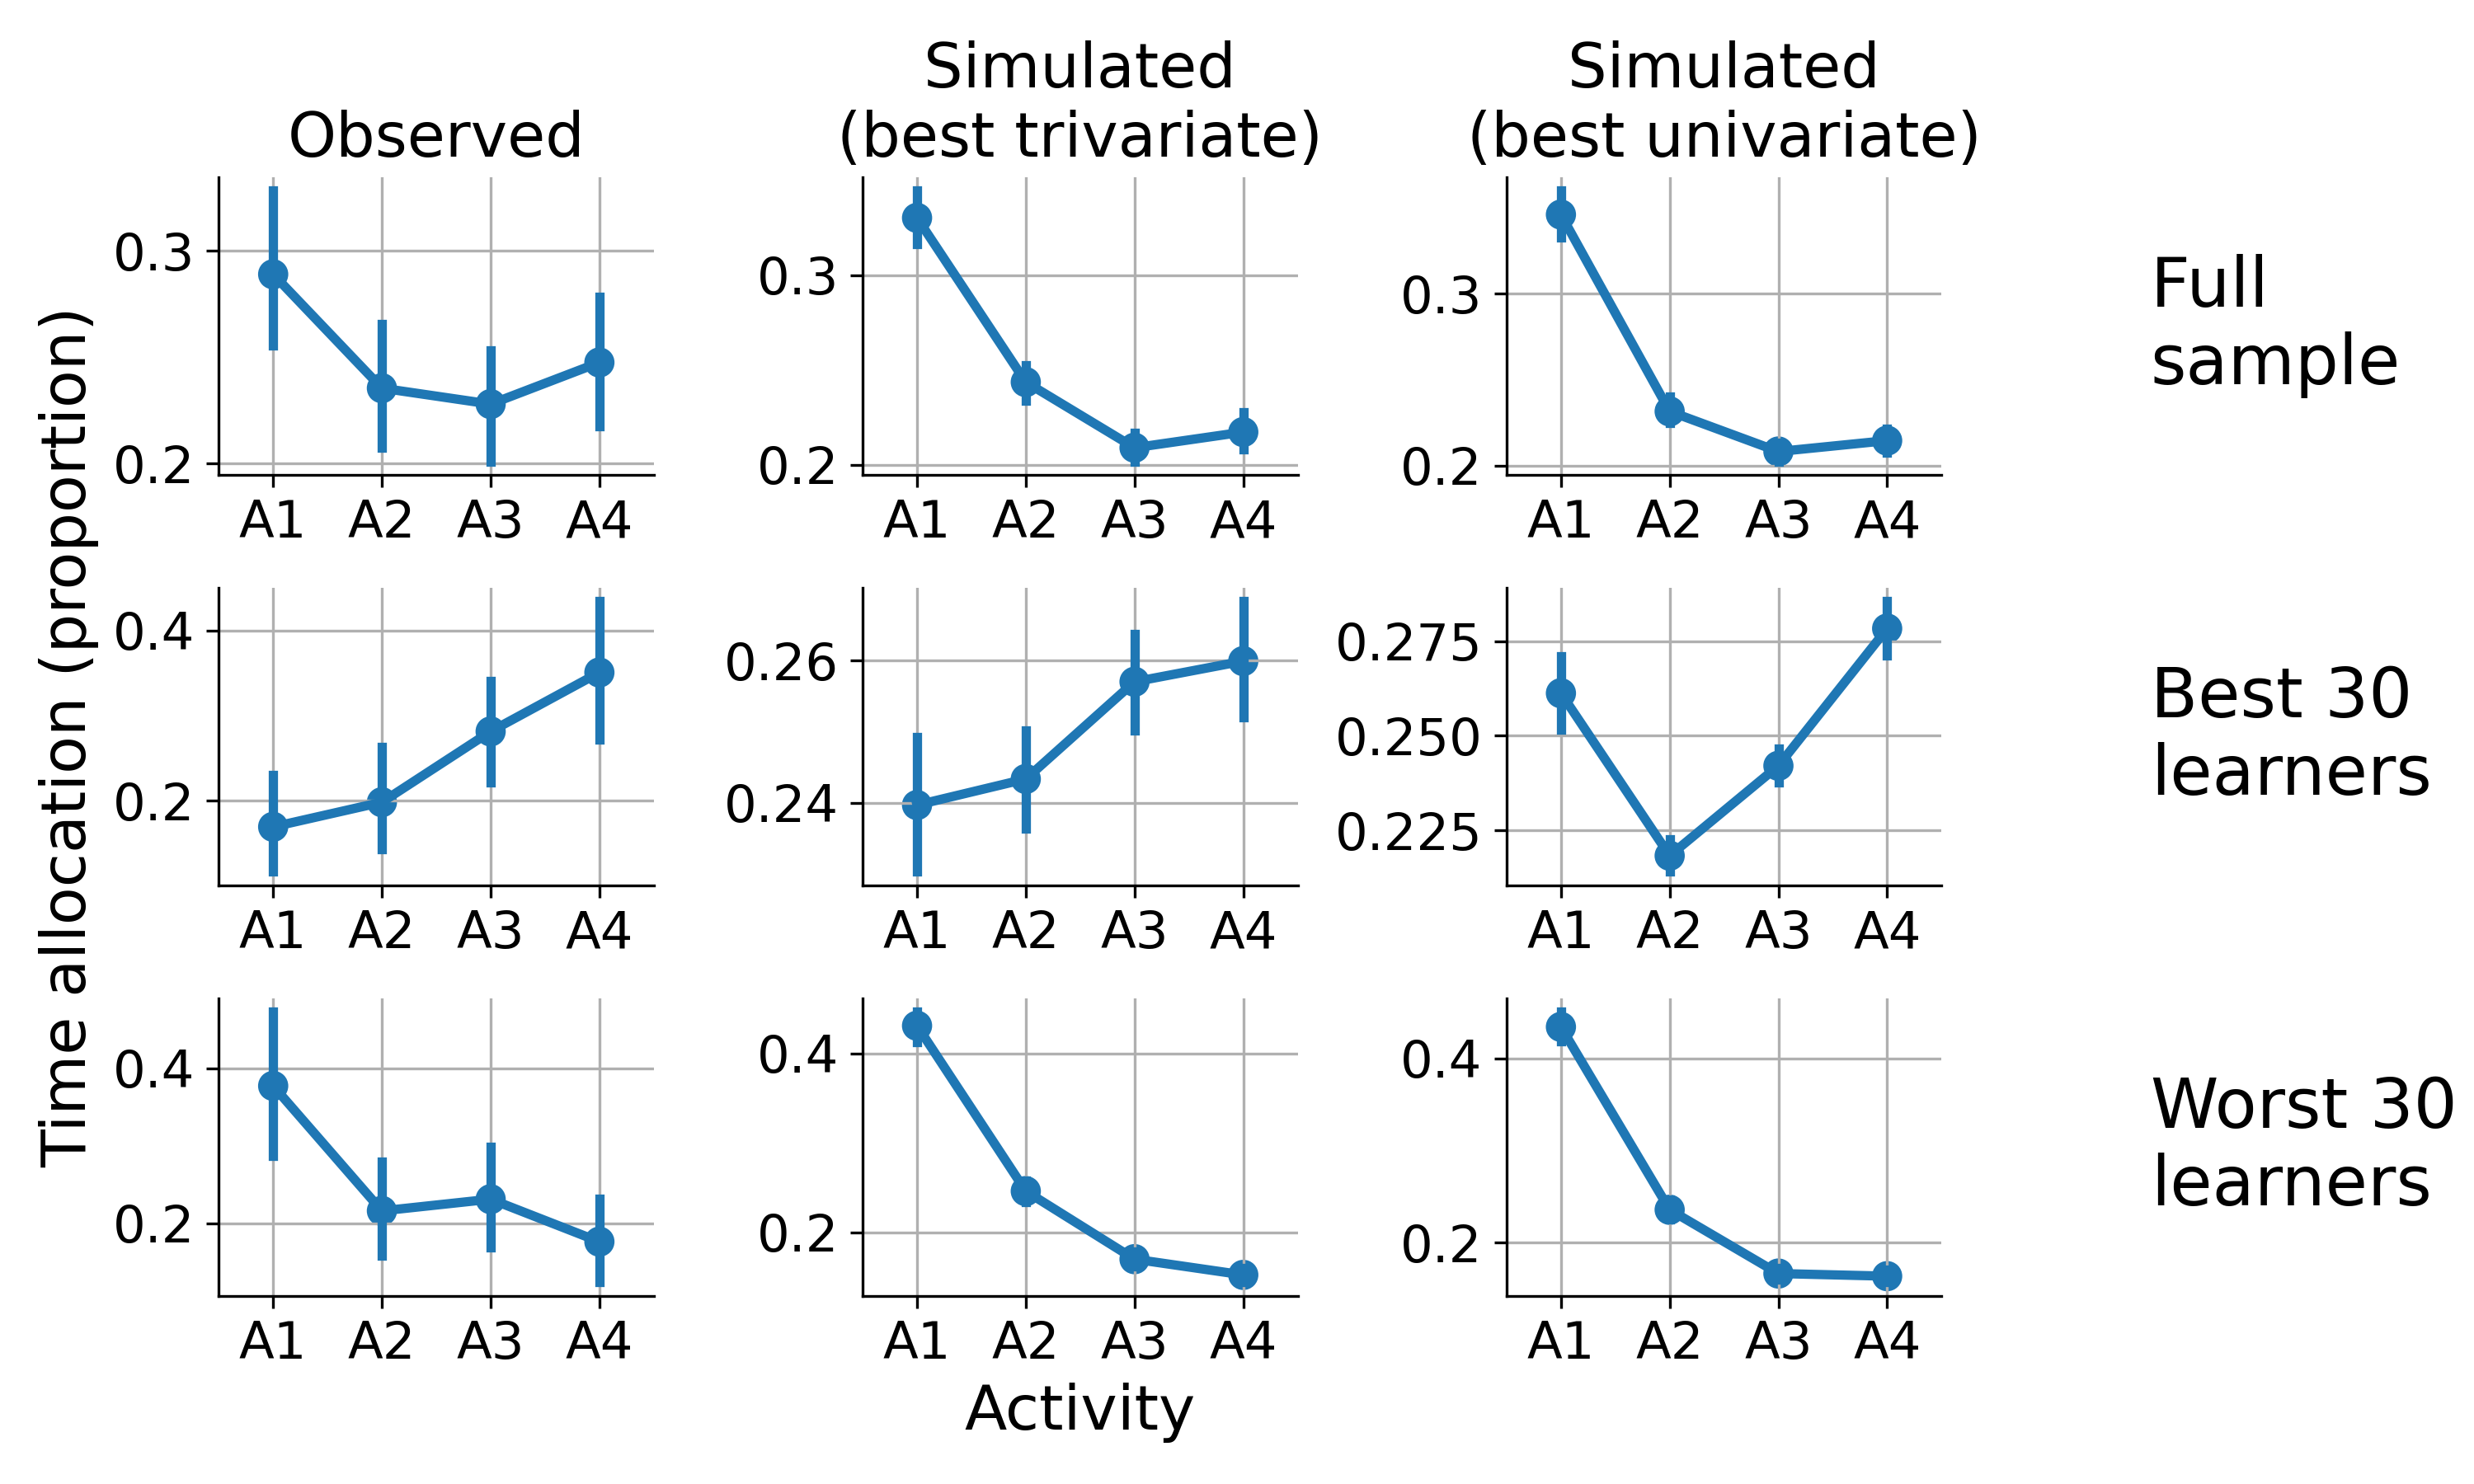 Observed
Simulated
(best trivariate)
Simulated
(best univariate)
Time allocation (proportion)
0.3
0.2
A1 A2 A3 A4
0.3
0.2
A1 A2 A3 A4
0.3
0.2
A1 A2 A3 A4
Full
sample
0.4
0.2
A1 A2 A3 A4
0.26
0.24
A1 A2 A3 A4
0.275
0.250
0.225
A1 A2 A3 A4
Best 30
learners
0.4
0.2
A1 A2 A3 A4
0.4
0.2
A1 A2 A3 A4
0.4
0.2
A1 A2 A3 A4
Worst 30
learners
Activity